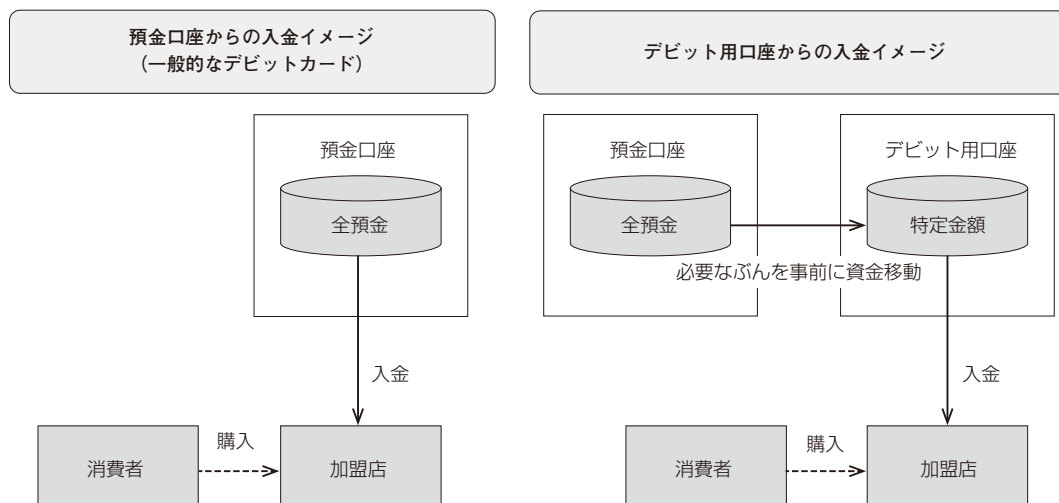 預金口座からの入金イメージ
（一般的なデビットカード）
預金口座
全預金
入金
消費者
購入
加盟店
デビット用口座からの入金イメージ
預金口座
全預金
デビット用口座
特定金額
必要なぶんを事前に資金移動
入金
消費者
購入
加盟店